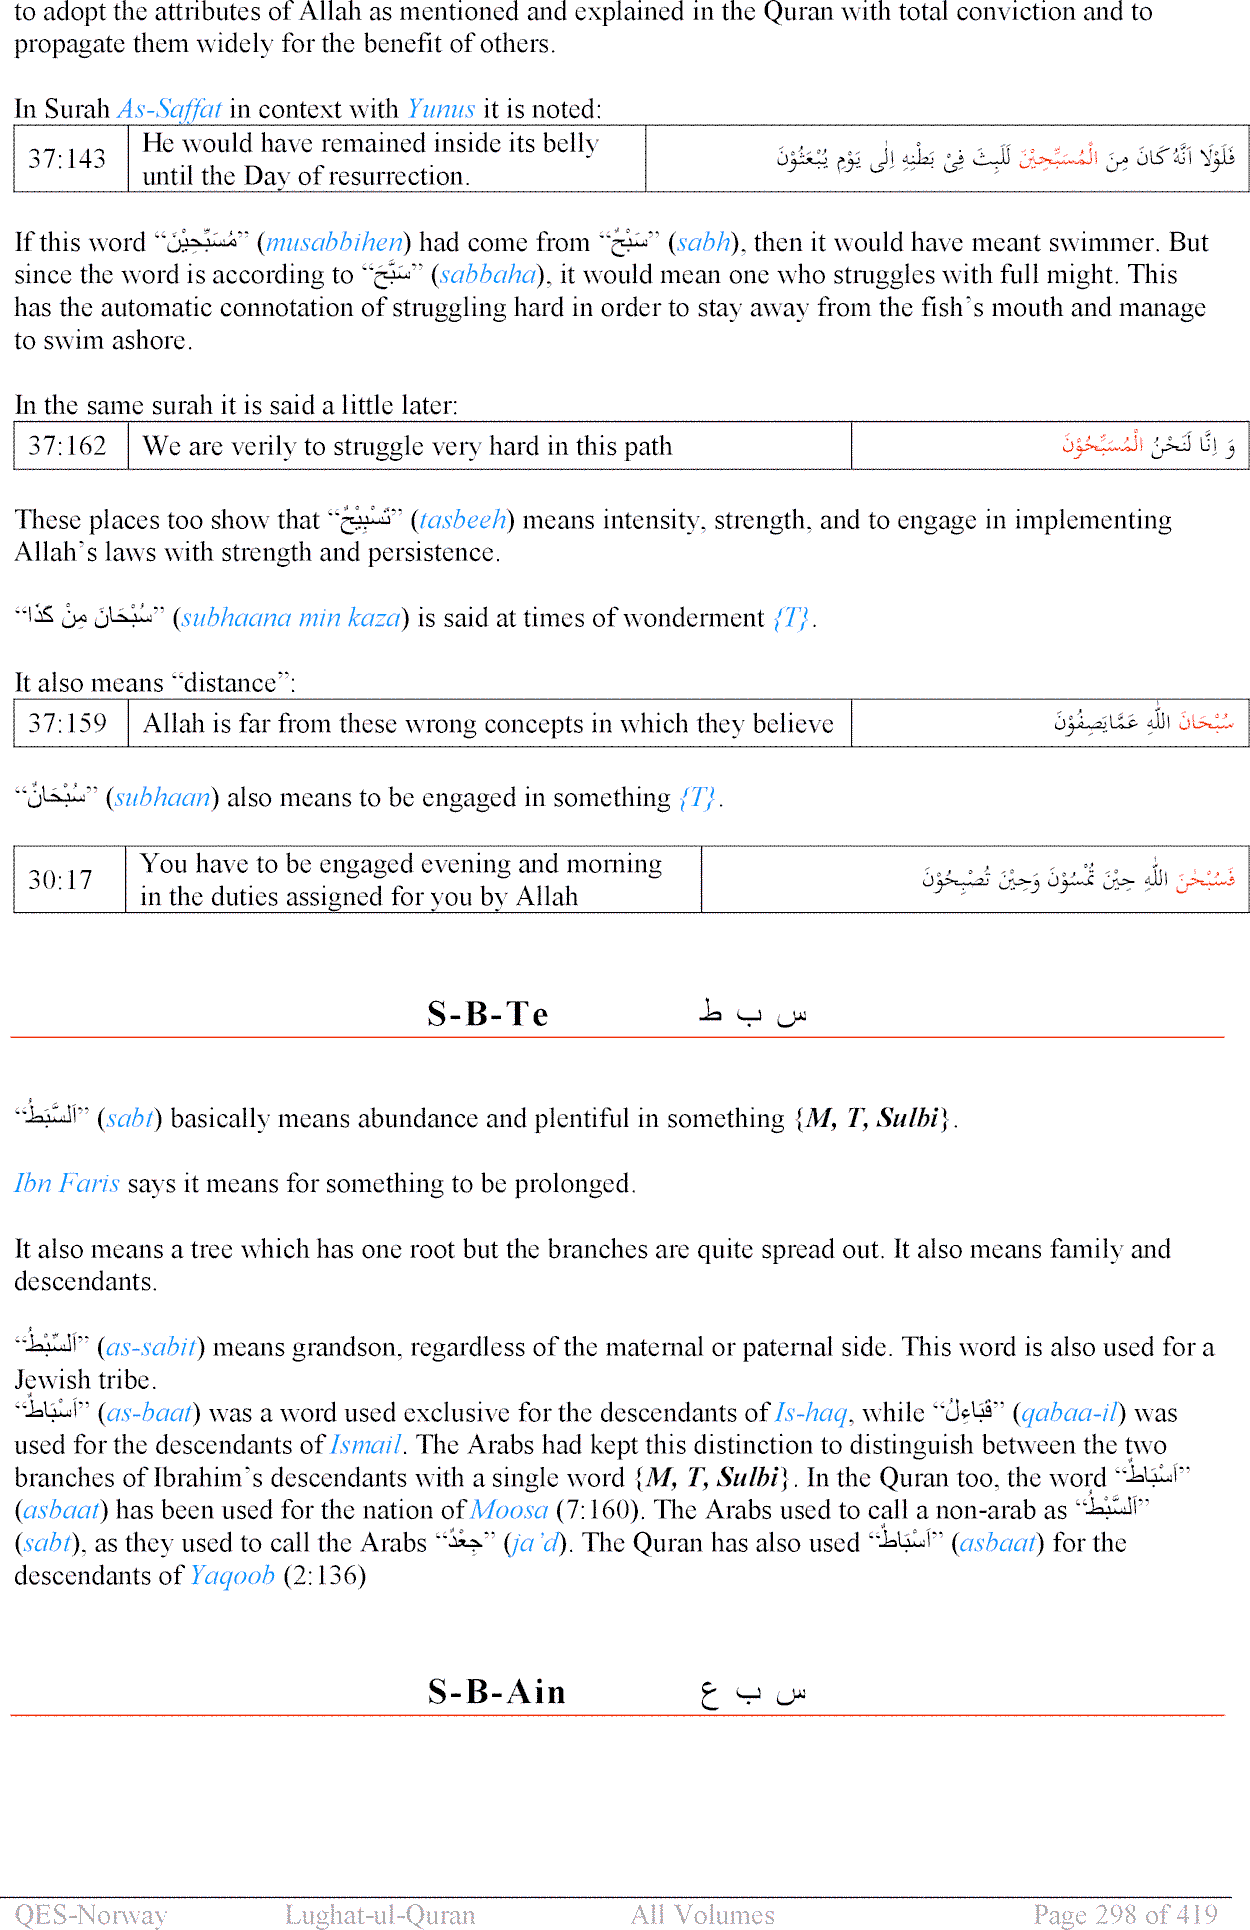 to adopt the attributes of Allah as mentioned and explained in the Quran with total conviction and to
propagate them widely for the benefit of others.
In Surah As-Saffat in context with Yunus it is noted:
37:143 He would have remained inside its belly until the Day of resurrection. فَلَوْلَا اَنَّهُ كَانَ مِنَ الْمُسَبِّحِيْنَ لَلَبِثَ فِىْ بَطْنِهِ اِلٰى يَوْمِ يُبْعَثُوْنَ
If this word “مُسَبِّحِيْنَ” (musabbihen) had come from “سَبْحٌ” (sabh), then it would have meant swimmer. But
since the word is according to “سَبَّحَ” (sabbaha), it would mean one who struggles with full might. This
has the automatic connotation of struggling hard in order to stay away from the fish’s mouth and manage
to swim ashore.
In the same surah it is said a little later:
37:162 We are verily to struggle very hard in this path وَ اِنَّا لَنَحْنُ الْمُسَبِّحُوْنَ
These places too show that “تَسْبِيْحٌ” (tasbeeh) means intensity, strength, and to engage in implementing
Allah’s laws with strength and persistence.
“سُبْحَانَ مِنْ كَذَا” (subhaana min kaza) is said at times of wonderment {T}.
It also means “distance”:
37:159 Allah is far from these wrong concepts in which they believe سُبْحَانَ اللّٰهِ عَمَّايَصِفُوْنَ
“سُبْحَانٌ” (subhaan) also means to be engaged in something {T}.
30:17 You have to be engaged evening and morning in the duties assigned for you by Allah فَسُبْحٰنَ اللّٰهِ حِيْنَ تُمْسُوْنَ وَحِيْنَ تُصْبِحُوْنَ
S-B-Te س ب ط
“اَلسَّبَطُ” (sabt) basically means abundance and plentiful in something {M, T, Sulbi}.
Ibn Faris says it means for something to be prolonged.
It also means a tree which has one root but the branches are quite spread out. It also means family and
descendants.
“اَلسِّبْطُ” (as-sabit) means grandson, regardless of the maternal or paternal side. This word is also used for a
Jewish tribe.
“اَسْبَاطٌ” (as-baat) was a word used exclusive for the descendants of Is-haq, while “قَبَاءِلُ” (qabaa-il) was
used for the descendants of Ismail. The Arabs had kept this distinction to distinguish between the two
branches of Ibrahim’s descendants with a single word {M, T, Sulbi}. In the Quran too, the word “اَسْبَاطٌ”
(asbaat) has been used for the nation of Moosa (7:160). The Arabs used to call a non-arab as “اَلسَّبْطُ”
(sabt), as they used to call the Arabs “جِعْدٌ” (ja’d). The Quran has also used “اَسْبَاطٌ” (asbaat) for the
descendants of Yaqoob (2:136)
S-B-Ain س ب ع
QES-Norway Lughat-ul-Quran All Volumes Page 298 of 419